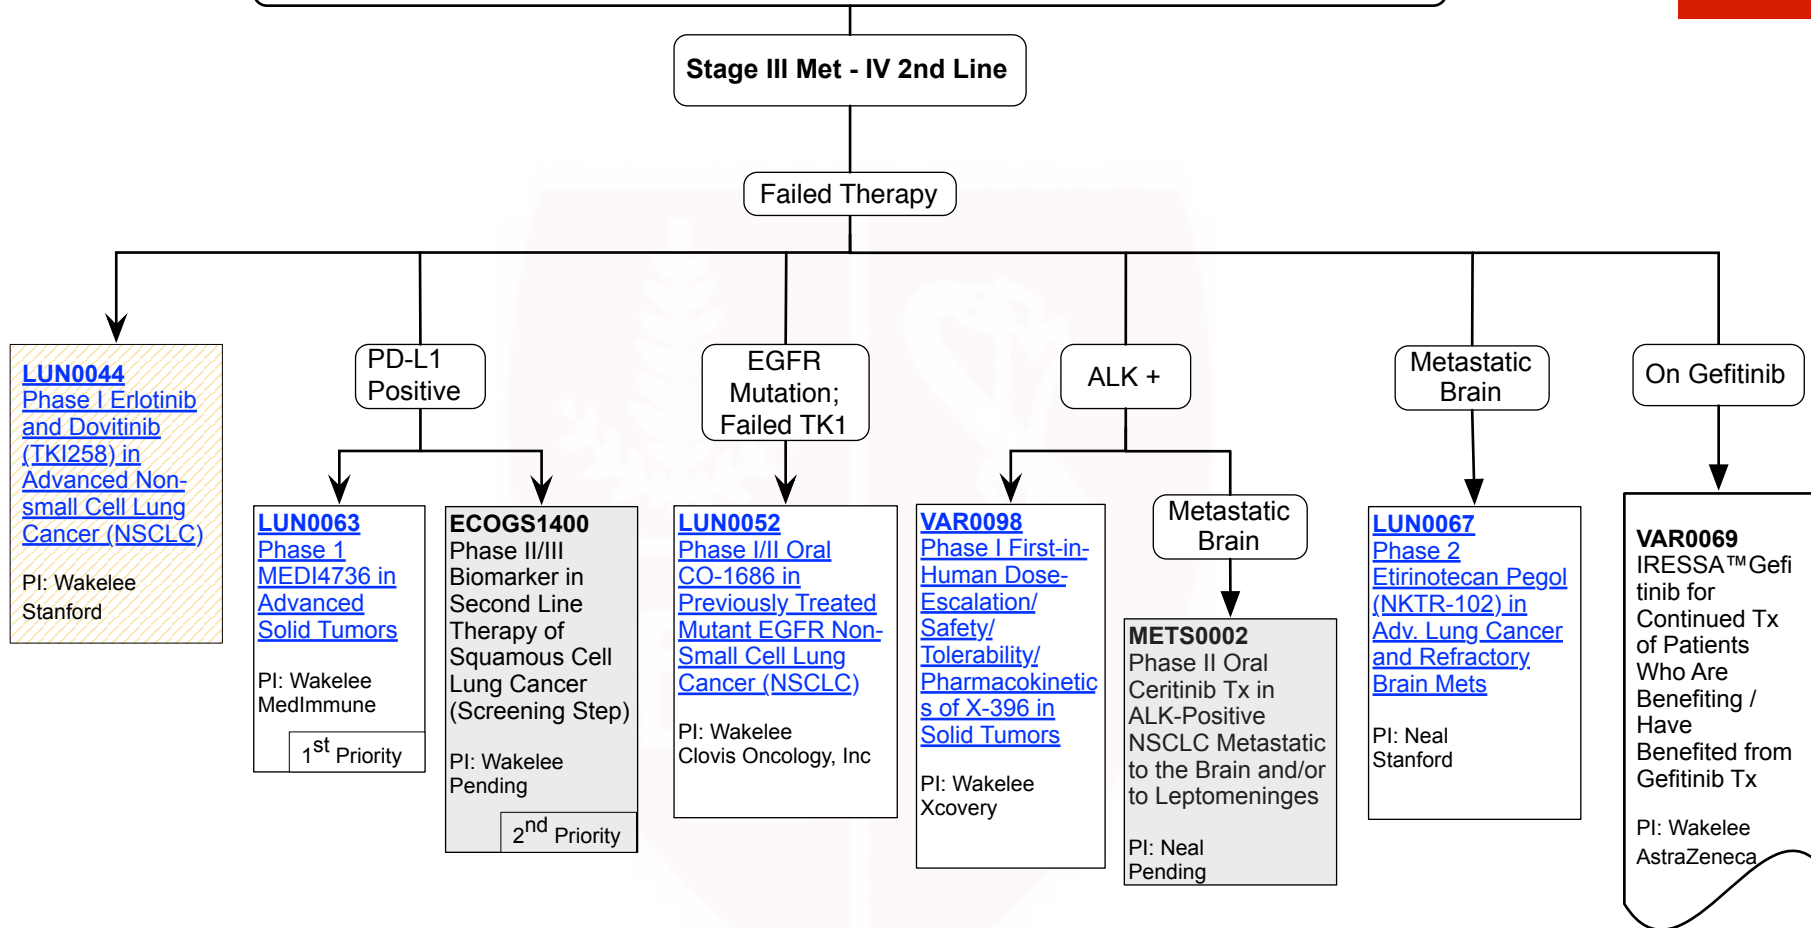 Stage III Met - IV 2nd Line
Failed Therapy
LUN0044
Phase I Erlotinib
and Dovitinib
(TKI258) in
Advanced Non-
small Cell Lung
Cancer (NSCLC)
PI: Wakelee
Stanford
PD-L1
Positive
LUN0063
Phase 1
MEDI4736 in
Advanced
Solid Tumors
PI: Wakelee
MedImmune
1st Priority
ECOGS1400
Phase II/III
Biomarker in
Second Line
Therapy of
Squamous Cell
Lung Cancer
(Screening Step)
PI: Wakelee
Pending
2nd Priority
EGFR
Mutation;
Failed TK1
LUN0052
Phase I/II Oral
CO-1686 in
Previously Treated
Mutant EGFR Non-
Small Cell Lung
Cancer (NSCLC)
PI: Wakelee
Clovis Oncology, Inc
ALK +
VAR0098
Phase I First-in-
Human Dose-
Escalation/
Safety/
Tolerability/
Pharmacokinetic
s of X-396 in
Solid Tumors
PI: Wakelee
Xcovery
Metastatic
Brain
METS0002
Phase II Oral
Ceritinib Tx in
ALK-Positive
NSCLC Metastatic
to the Brain and/or
to Leptomeninges
PI: Neal
Pending
Metastatic
Brain
LUN0067
Phase 2
Etirinotecan Pegol
(NKTR-102) in
Adv. Lung Cancer
and Refractory
Brain Mets
PI: Neal
Stanford
On Gefitinib
VAR0069
IRESSA™Gefi
tinib for
Continued Tx
of Patients
Who Are
Benefiting /
Have
Benefited from
Gefitinib Tx
PI: Wakelee
AstraZeneca